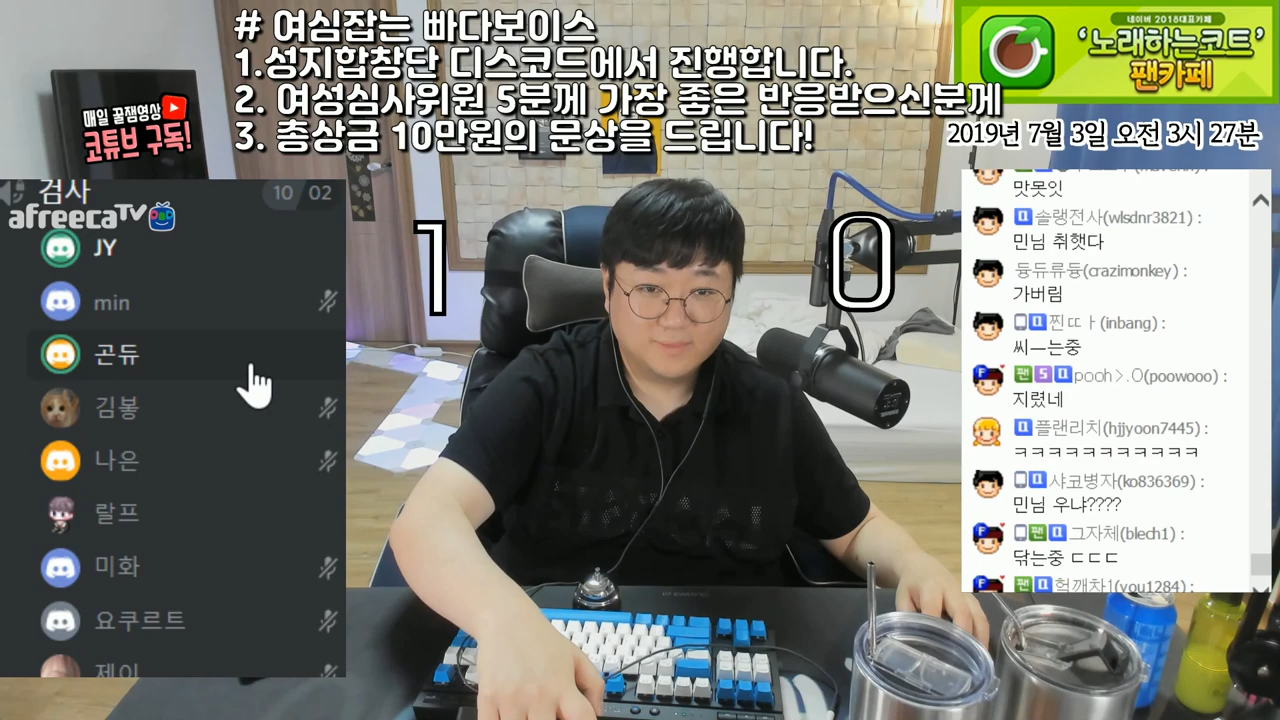 # 여심잡는 빠다보이스
1.성지합창단 디스코드에서 진행합니다.
2. 여성심사위원 5분께 가장 좋은 반응받으신분께
3. 총상금 10만원의 문상을 드립니다!
매일 꿀잼영상
코튜브 구독!
네이버 2018대표카페
'노래하는코트'
팬카페
2019년 7월 3일 오전 3시 27분
검사
10 02
afreecaTV
JY
min
곤듀
김봉
나은
랄프
미화
요쿠르트
제이
1 0
맛못잇
솔랭전사(wlsdnr3821) :
민님 취햇다
듕듀류듕(crazimonkey) :
가버림
찐ㄸㅏ(inbang) :
씨ㅡ는중
팬 S pooh>.O(poowooo) :
지렸네
플랜리치(hjjyoon7445) :
ㅋㅋㅋㅋㅋㅋㅋㅋㅋㅋㅋ
샤코병자(ko836369) :
민님 우냐????
팬 그자체(blech1) :
닦는중 ㄷㄷㄷ
팬 헉깨차1(you1284) :